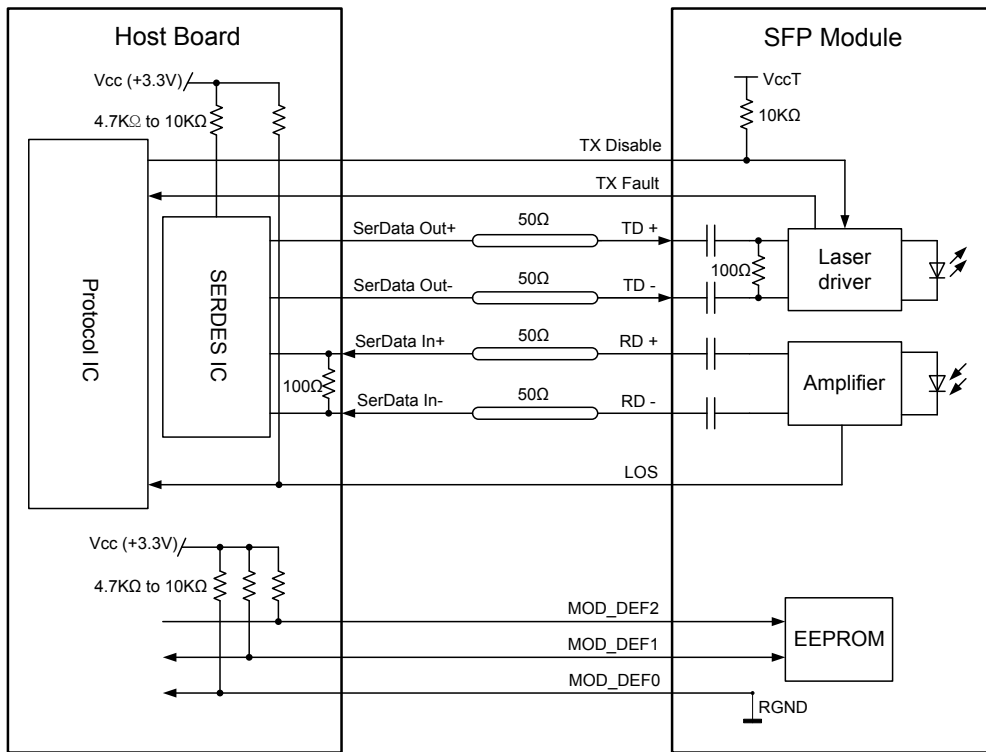 Host Board
SFP Module
Vcc (+3.3V)
4.7KΩ to 10KΩ
VccT
10KΩ
TX Disable
TX Fault
Protocol IC
SERDES IC
SerData Out+
50Ω
TD +
SerData Out-
50Ω
TD -
100Ω
Laser
driver
SerData In+
50Ω
RD +
100Ω
SerData In-
50Ω
RD -
Amplifier
LOS
Vcc (+3.3V)
4.7KΩ to 10KΩ
MOD_DEF2
MOD_DEF1
MOD_DEF0
EEPROM
RGND